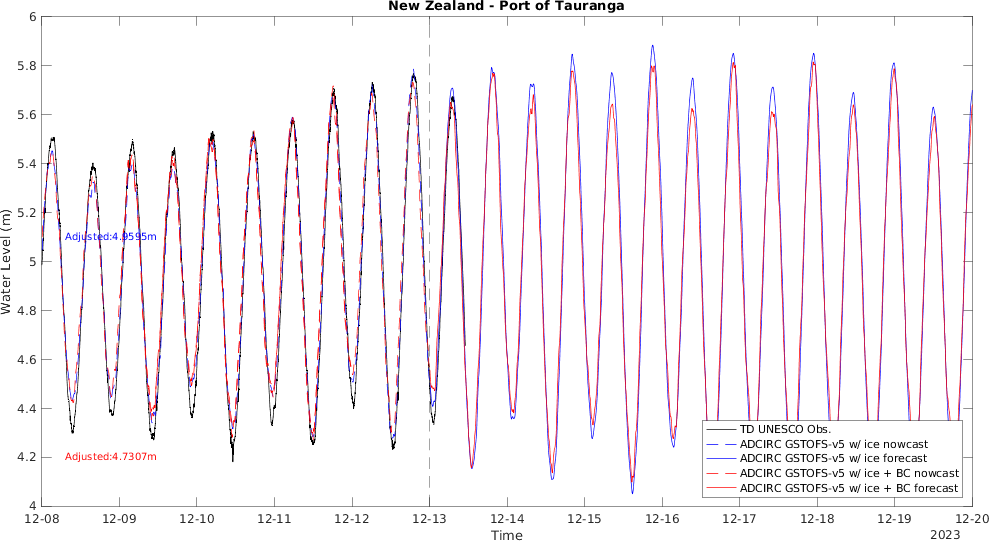 New Zealand - Port of Tauranga
6
5.8
5.6
5.4
5.2
5
4.8
4.6
4.4
4.2
4
Water Level (m)
Adjusted:4.9595m
Adjusted:4.7307m
TD UNESCO Obs.
ADCIRC GSTOFS-v5 w/ ice nowcast
ADCIRC GSTOFS-v5 w/ ice forecast
ADCIRC GSTOFS-v5 w/ ice + BC nowcast
ADCIRC GSTOFS-v5 w/ ice + BC forecast
12-08 12-09 12-10 12-11 12-12 12-13 12-14 12-15 12-16 12-17 12-18 12-19 12-20
Time
2023